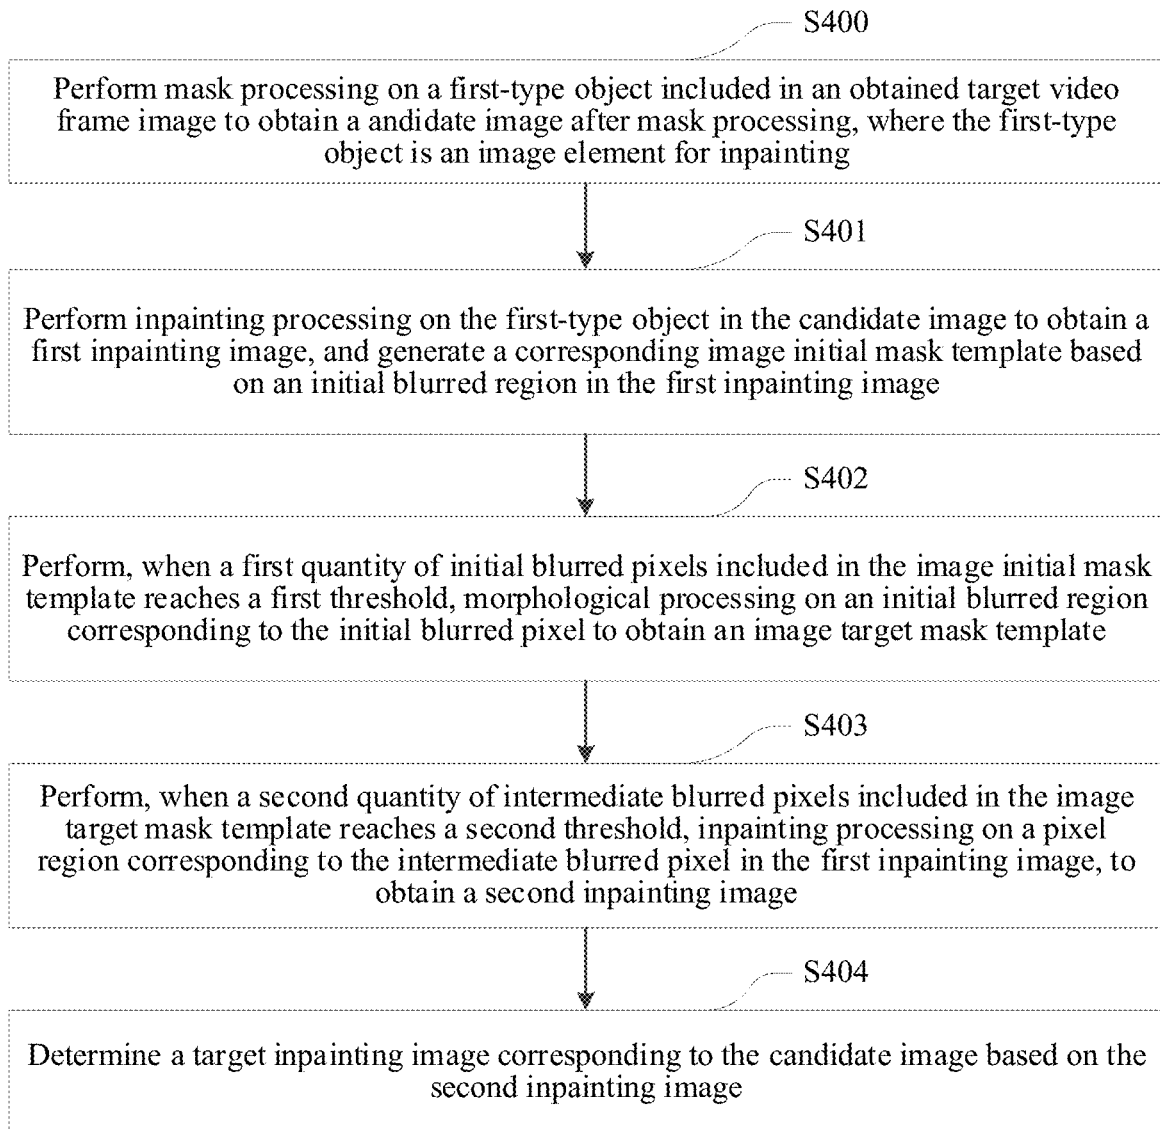 S400
Perform mask processing on a first-type object included in an obtained target video
frame image to obtain a andidate image after mask processing, where the first-type
object is an image element for inpainting
S401
Perform inpainting processing on the first-type object in the candidate image to obtain a
first inpainting image, and generate a corresponding image initial mask template based
on an initial blurred region in the first inpainting image
S402
Perform, when a first quantity of initial blurred pixels included in the image initial mask
template reaches a first threshold, morphological processing on an initial blurred region
corresponding to the initial blurred pixel to obtain an image target mask template
S403
Perform, when a second quantity of intermediate blurred pixels included in the image
target mask template reaches a second threshold, inpainting processing on a pixel
region corresponding to the intermediate blurred pixel in the first inpainting image, to
obtain a second inpainting image
S404
Determine a target inpainting image corresponding to the candidate image based on the
second inpainting image